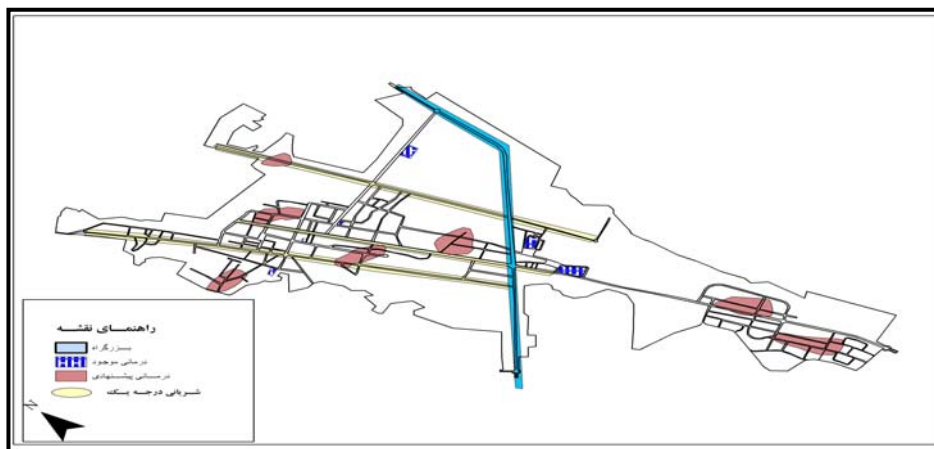 راهنمای نقشه
بزرگراه
درمانی موجود
درمانی پیشنهادی
شریانی درجه یک
N